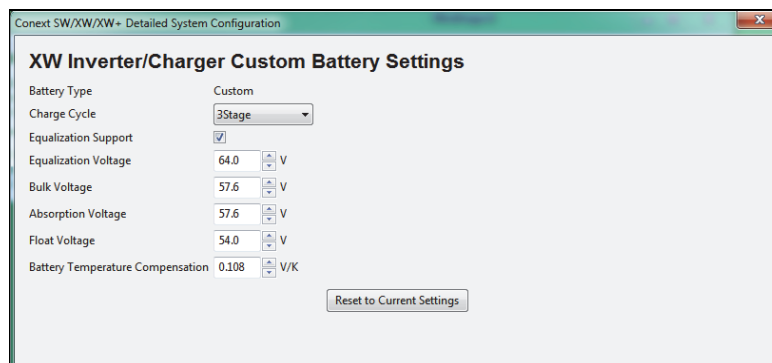 Conext SW/XW/XW+ Detailed System Configuration
XW Inverter/Charger Custom Battery Settings
Battery Type Custom
Charge Cycle 3Stage
Equalization Support
Equalization Voltage 64.0 V
Bulk Voltage 57.6 V
Absorption Voltage 57.6 V
Float Voltage 54.0 V
Battery Temperature Compensation 0.108 V/K
Reset to Current Settings